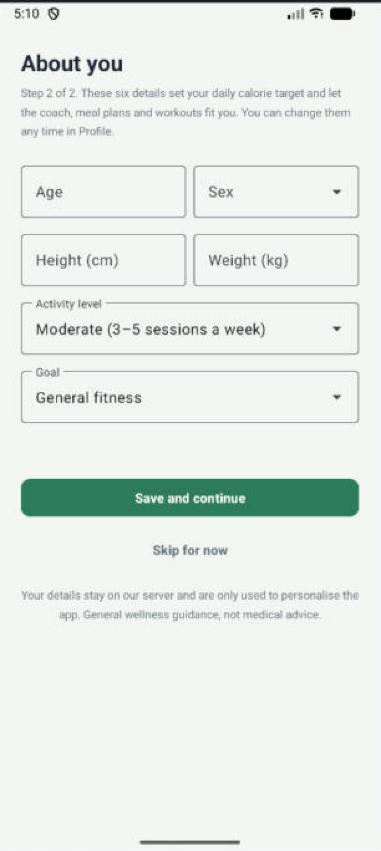 5:10
About you
Step 2 of 2. These six details set your daily calorie target and let
the coach, meal plans and workouts fit you. You can change them
any time in Profile.
Age
Sex
Height (cm)
Weight (kg)
Activity level
Moderate (3–5 sessions a week)
Goal
General fitness
Save and continue
Skip for now
Your details stay on our server and are only used to personalise the
app. General wellness guidance, not medical advice.